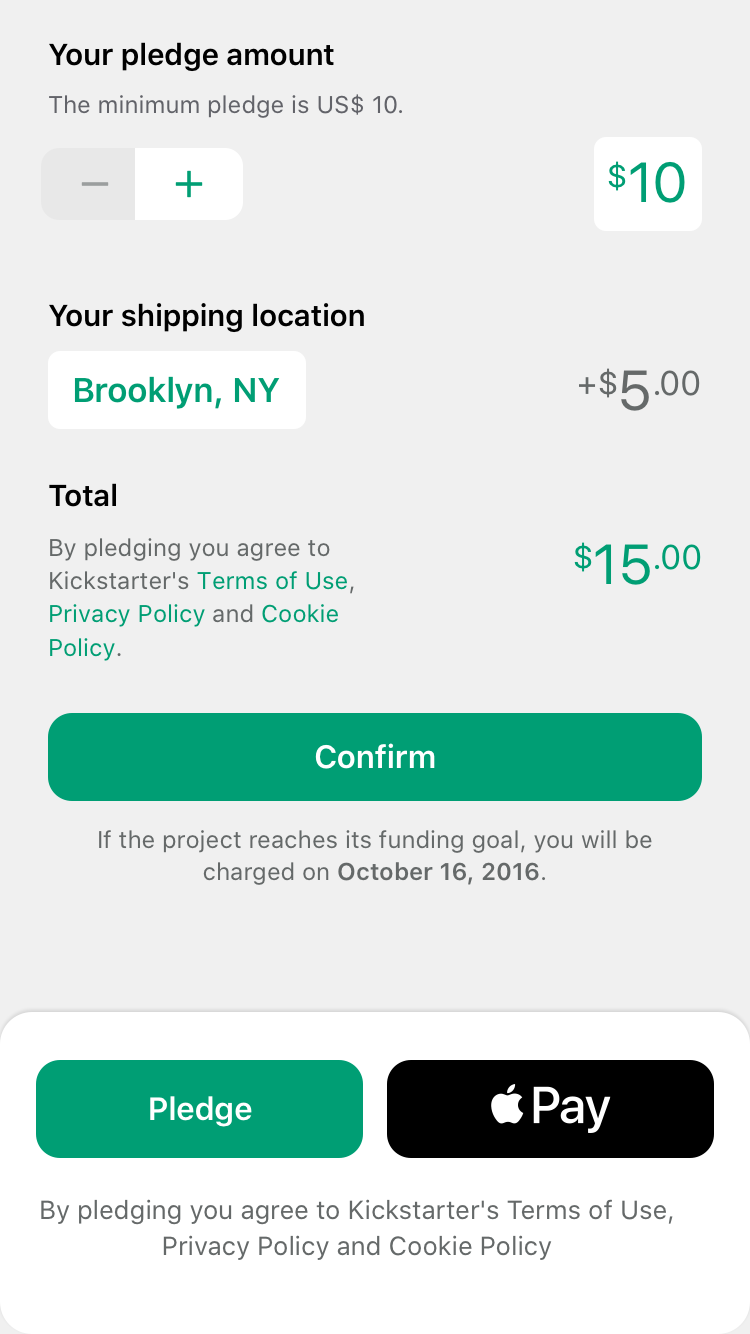 Your pledge amount
The minimum pledge is US$ 10.
− +
$10
Your shipping location
Brooklyn, NY
+$5.00
Total
By pledging you agree to
Kickstarter's Terms of Use,
Privacy Policy and Cookie
Policy.
$15.00
Confirm
If the project reaches its funding goal, you will be
charged on October 16, 2016.
Pledge
Pay
By pledging you agree to Kickstarter's Terms of Use,
Privacy Policy and Cookie Policy